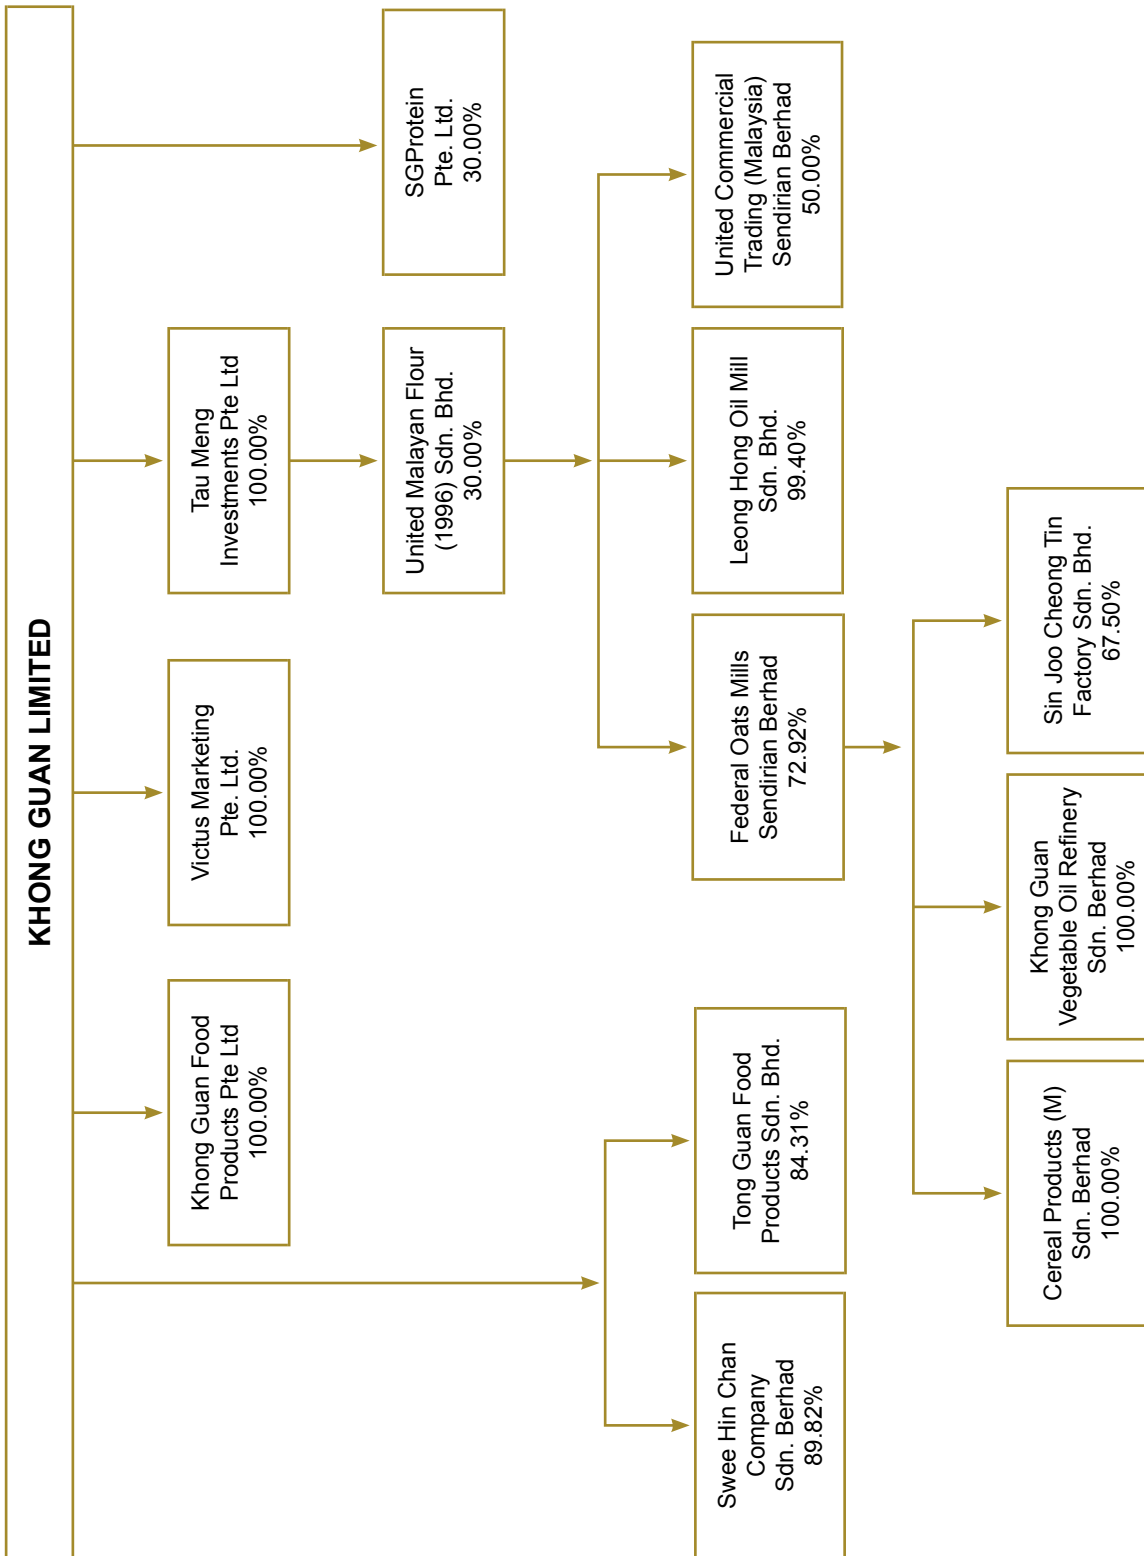 KHONG GUAN LIMITED
Khong Guan Food
Products Pte Ltd
100.00%
Victus Marketing
Pte. Ltd.
100.00%
Tau Meng
Investments Pte Ltd
100.00%
United Malayan Flour
(1996) Sdn. Bhd.
30.00%
SGProtein
Pte. Ltd.
30.00%
Swee Hin Chan
Company
Sdn. Berhad
89.82%
Tong Guan Food
Products Sdn. Bhd.
84.31%
Federal Oats Mills
Sendirian Berhad
72.92%
Leong Hong Oil Mill
Sdn. Bhd.
99.40%
United Commercial
Trading (Malaysia)
Sendirian Berhad
50.00%
Cereal Products (M)
Sdn. Berhad
100.00%
Khong Guan
Vegetable Oil Refinery
Sdn. Berhad
100.00%
Sin Joo Cheong Tin
Factory Sdn. Bhd.
67.50%